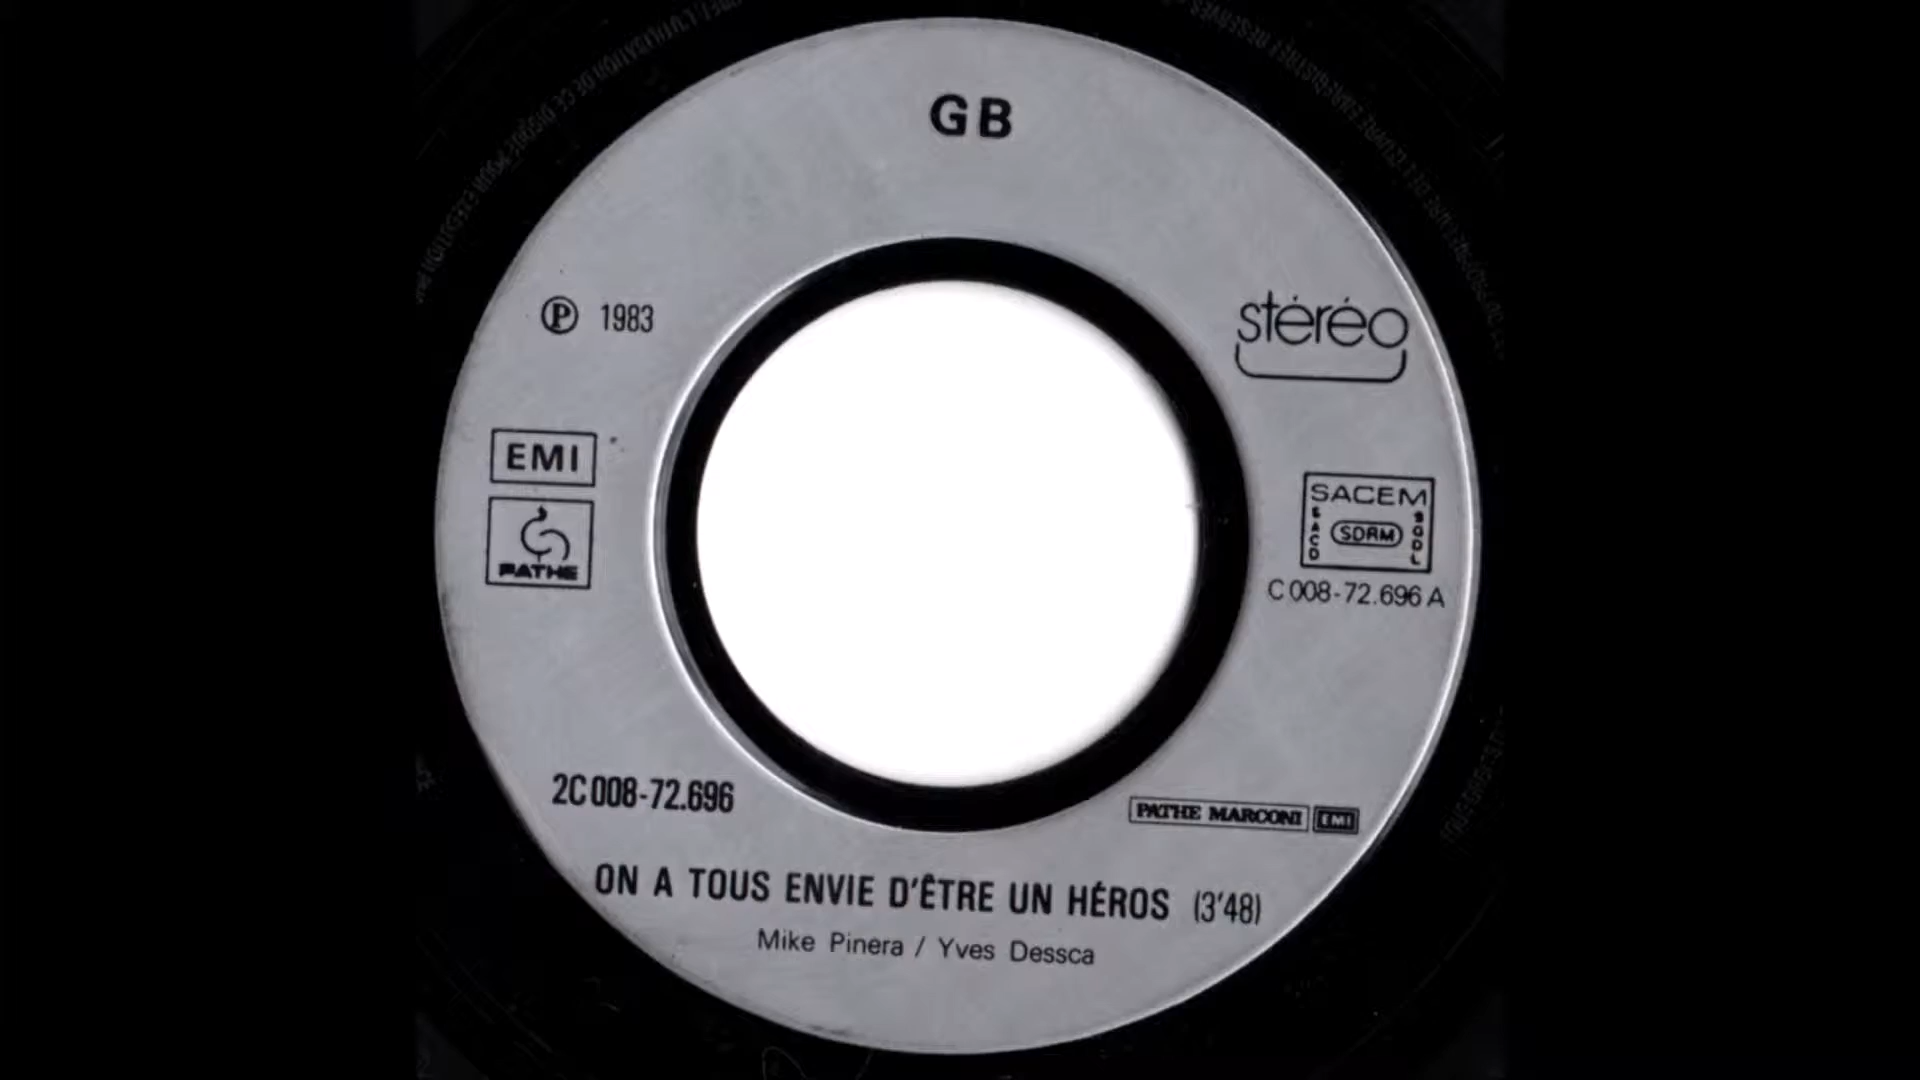 GB
Ⓟ 1983
stéréo
EMI
PATHE
SACEM
SACD
SDRM
SGDL
C 008-72.696 A
2C 008-72.696
PATHE MARCONI EMI
ON A TOUS ENVIE D'ÊTRE UN HÉROS (3'48)
Mike Pinera / Yves Dessca